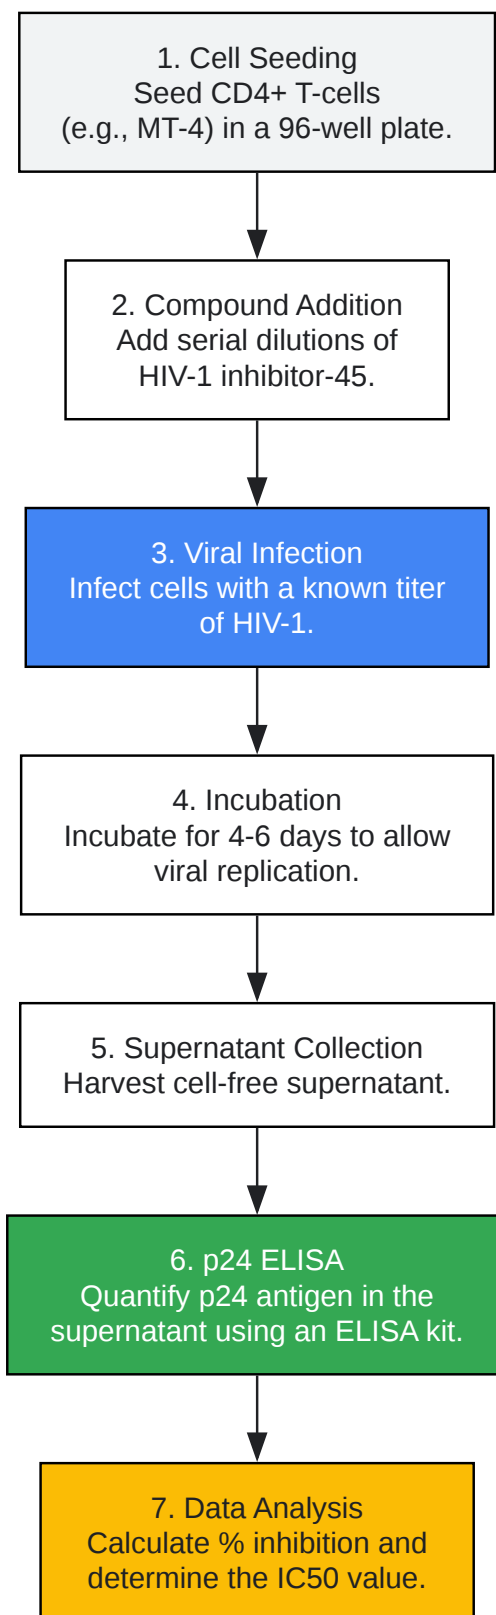 1. Cell Seeding
Seed CD4+ T-cells
(e.g., MT-4) in a 96-well plate.
2. Compound Addition
Add serial dilutions of
HIV-1 inhibitor-45.
3. Viral Infection
Infect cells with a known titer
of HIV-1.
4. Incubation
Incubate for 4-6 days to allow
viral replication.
5. Supernatant Collection
Harvest cell-free supernatant.
6. p24 ELISA
Quantify p24 antigen in the
supernatant using an ELISA kit.
7. Data Analysis
Calculate % inhibition and
determine the IC50 value.